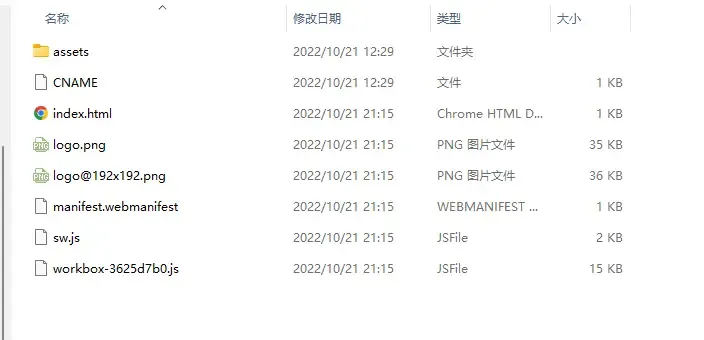 名称 修改日期 类型 大小
assets 2022/10/21 12:29 文件夹
CNAME 2022/10/21 12:29 文件 1 KB
index.html 2022/10/21 21:15 Chrome HTML D... 1 KB
logo.png 2022/10/21 21:15 PNG 图片文件 35 KB
logo@192x192.png 2022/10/21 21:15 PNG 图片文件 36 KB
manifest.webmanifest 2022/10/21 21:15 WEBMANIFEST ... 1 KB
sw.js 2022/10/21 21:15 JSFile 2 KB
workbox-3625d7b0.js 2022/10/21 21:15 JSFile 15 KB